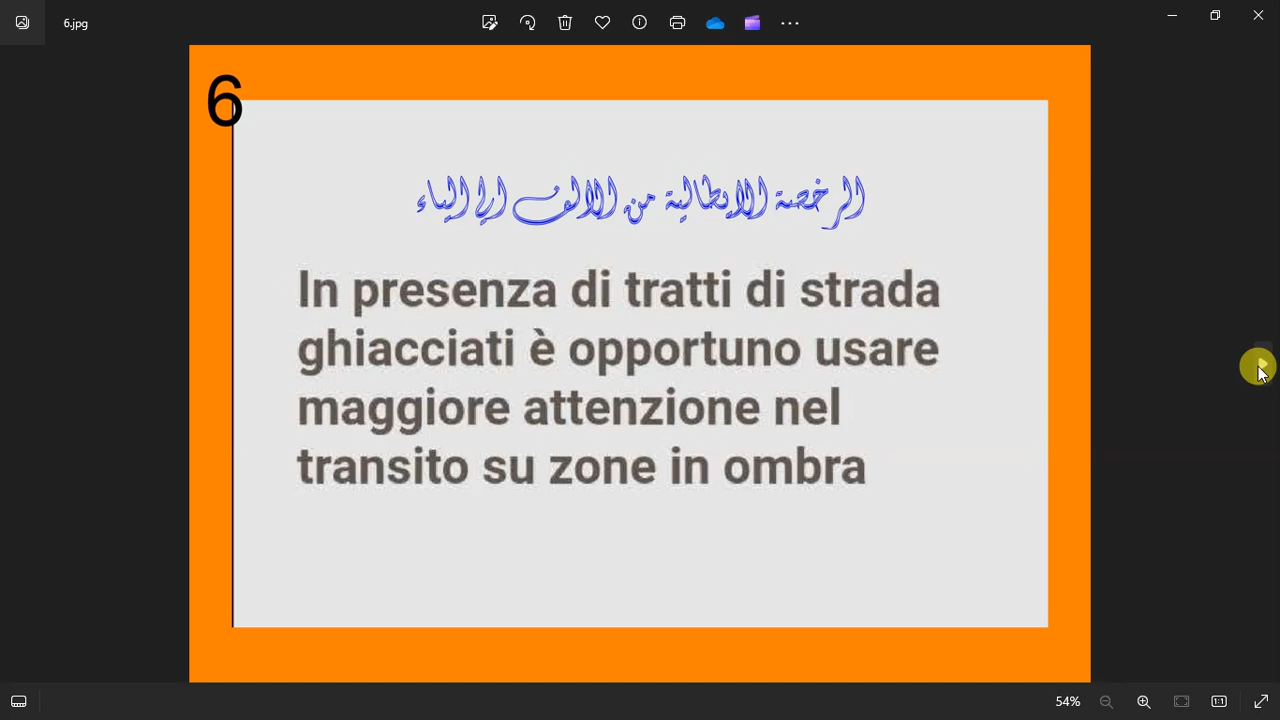 6.jpg
6
الرخصة الإيطالية من الالف الى الياء
In presenza di tratti di strada
ghiacciati è opportuno usare
maggiore attenzione nel
transito su zone in ombra
54%